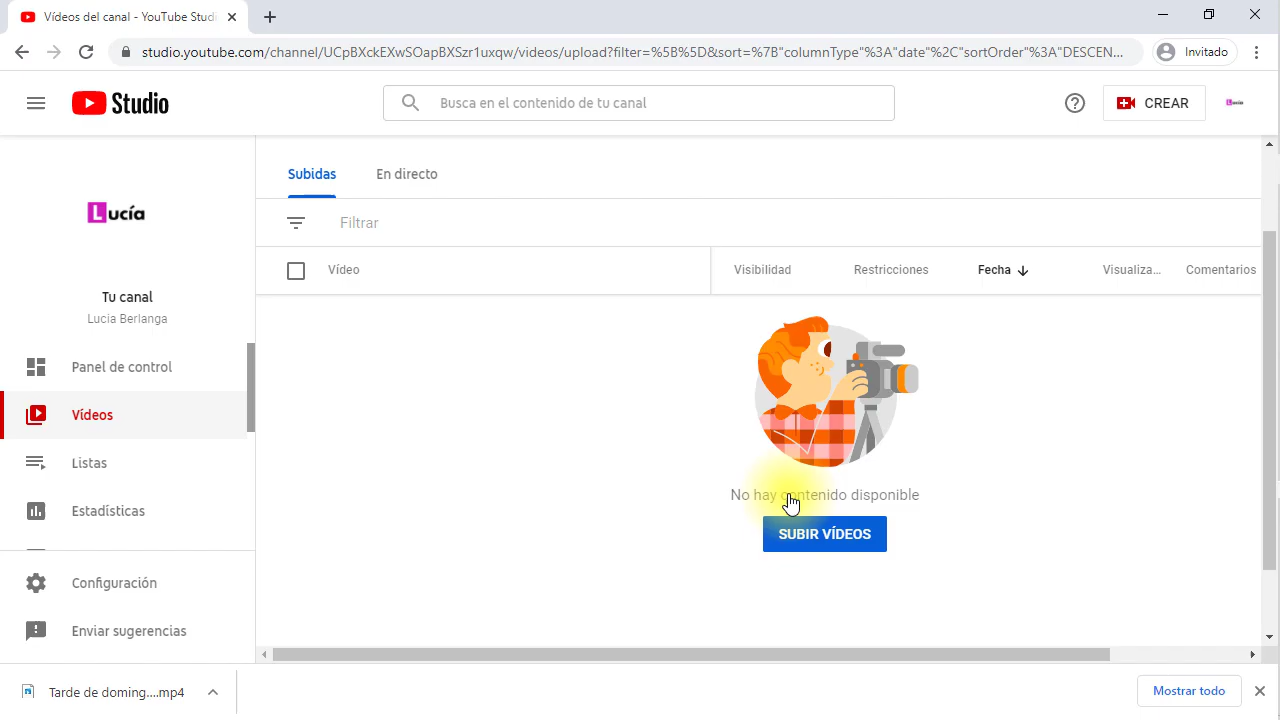 Vídeos del canal - YouTube Studi
studio.youtube.com/channel/UCpBXckEXwSOapBXSzr1uxqw/videos/upload?filter=%5B%5D&sort=%7B"columnType"%3A"date"%2C"sortOrder"%3A"DESCEN...
Invitado
Studio
Busca en el contenido de tu canal
CREAR
Lucía
Lucía
Tu canal
Lucia Berlanga
Panel de control
Vídeos
Listas
Estadísticas
Configuración
Enviar sugerencias
Subidas
En directo
Filtrar
Vídeo
Visibilidad
Restricciones
Fecha
Visualiza...
Comentarios
No hay contenido disponible
SUBIR VÍDEOS
Tarde de doming....mp4
Mostrar todo